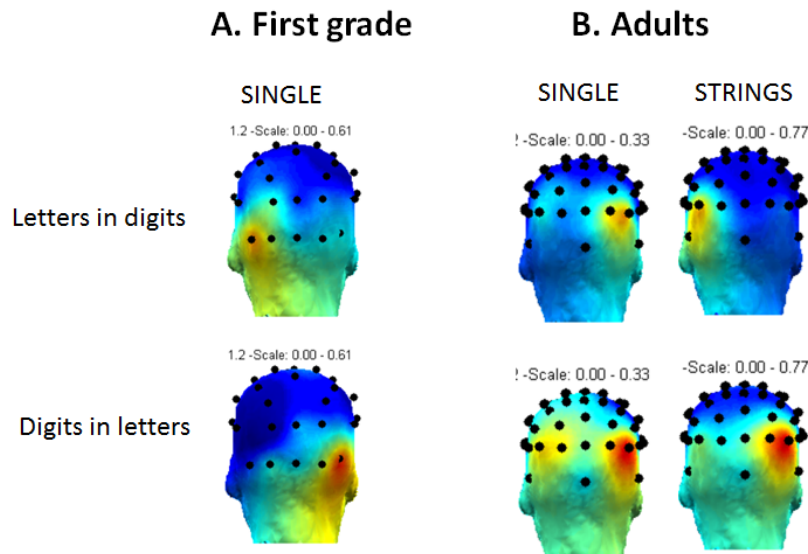 A. First grade
B. Adults
SINGLE
SINGLE
STRINGS
1.2 -Scale: 0.00 - 0.61
-Scale: 0.00 - 0.33
-Scale: 0.00 - 0.77
Letters in digits
1.2 -Scale: 0.00 - 0.61
-Scale: 0.00 - 0.33
-Scale: 0.00 - 0.77
Digits in letters